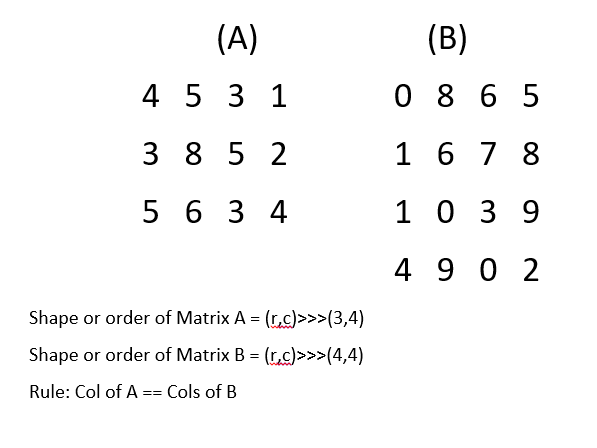 (A) (B)
4 5 3 1 0 8 6 5
3 8 5 2 1 6 7 8
5 6 3 4 1 0 3 9
4 9 0 2
Shape or order of Matrix A = (r,c)>>>(3,4)
Shape or order of Matrix B = (r,c)>>>(4,4)
Rule: Col of A == Cols of B